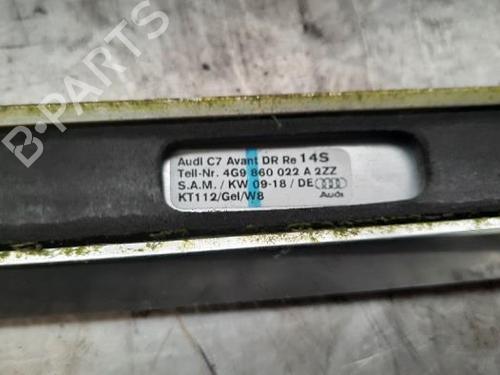 B-PARTS
Audi C7 Avant DR Re 14S
Teil-Nr. 4G9 860 022 A 2ZZ
S.A.M. / KW 09-18 / DE
KT112/Gel/W8
Audi